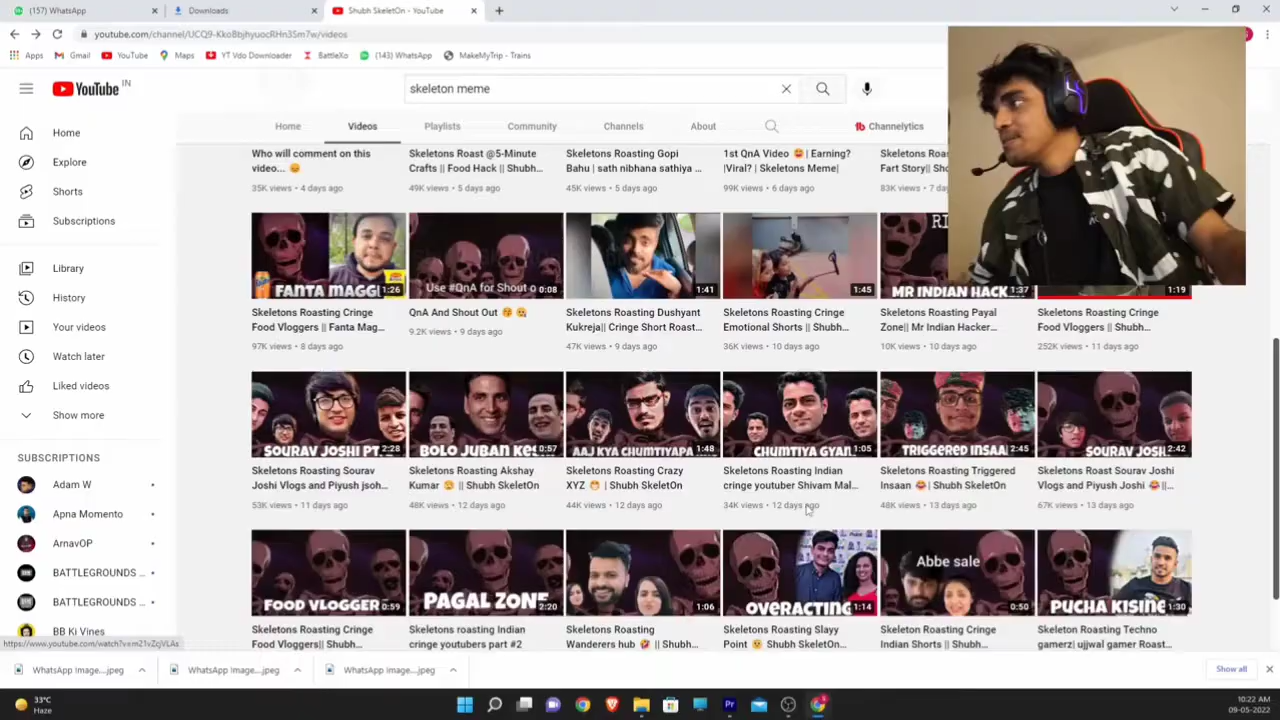 (157) WhatsApp
Downloads
Shubh SkeletOn - YouTube
youtube.com/channel/UCQ9-KkoBbjhyuocRHn3Sm7w/videos
Apps
Gmail
YouTube
Maps
YT Vdo Downloader
BattleXo
(143) WhatsApp
MakeMyTrip - Trains
YouTube IN
skeleton meme
Home
Videos
Playlists
Community
Channels
About
Channelytics
Home
Explore
Shorts
Subscriptions
Library
History
Your videos
Watch later
Liked videos
Show more
SUBSCRIPTIONS
Adam W
Apna Momento
ArnavOP
BATTLEGROUNDS ...
BATTLEGROUNDS ...
BB Ki Vines
Who will comment on this
video...
35K views • 4 days ago
Skeletons Roast @5-Minute
Crafts || Food Hack || Shubh...
49K views • 5 days ago
Skeletons Roasting Gopi
Bahu | sath nibhana sathiya ...
45K views • 5 days ago
1st QnA Video | Earning?
|Viral? | Skeletons Meme|
99K views • 6 days ago
Skeletons
Fart Story|| Sho
83K views • 7 da
FANTA MAGG
1:26
Skeletons Roasting Cringe
Food Vloggers || Fanta Mag...
97K views • 8 days ago
Use #QnA for Shout o
0:08
QnA And Shout Out
9.2K views • 9 days ago
1:41
Skeletons Roasting Dushyant
Kukreja|| Cringe Short Roast...
47K views • 9 days ago
1:45
Skeletons Roasting Cringe
Emotional Shorts || Shubh...
36K views • 10 days ago
MR INDIAN HACK
1:37
Skeletons Roasting Payal
Zone|| Mr Indian Hacker...
10K views • 10 days ago
1:19
Skeletons Roasting Cringe
Food Vloggers || Shubh...
252K views • 11 days ago
SOURAV JOSHI PT
2:28
Skeletons Roasting Sourav
Joshi Vlogs and Piyush jsoh...
53K views • 11 days ago
BOLO JUBAN KES
0:57
Skeletons Roasting Akshay
Kumar || Shubh SkeletOn
48K views • 12 days ago
AAJ KYA CHUMTIYAPA
1:48
Skeletons Roasting Crazy
XYZ | Shubh SkeletOn
44K views • 12 days ago
CHUMTIYA GYAN
1:05
Skeletons Roasting Indian
cringe youtuber Shivam Mal...
34K views • 12 days ago
TRIGGERED INSAA
2:45
Skeletons Roasting Triggered
Insaan | Shubh SkeletOn
48K views • 13 days ago
SOURAV JOSH
2:42
Skeletons Roast Sourav Joshi
Vlogs and Piyush Joshi ||...
67K views • 13 days ago
FOOD VLOGGER
0:59
Skeletons Roasting Cringe
Food Vloggers|| Shubh
PAGAL ZONE
2:20
Skeletons roasting Indian
cringe youtubers part #2
1:06
Skeletons Roasting
Wanderers hub || Shubh...
OVERACTING
1:14
Skeletons Roasting Slayy
Point Shubh SkeletOn...
Abbe sale
0:50
Skeleton Roasting Cringe
Indian Shorts || Shubh...
PUCHA KISINE
1:30
Skeleton Roasting Techno
gamerz| ujjwal gamer Roast...
WhatsApp Image....jpeg
WhatsApp Image....jpeg
WhatsApp Image....jpeg
Show all
33°C
Haze
10:22 AM
09-05-2022